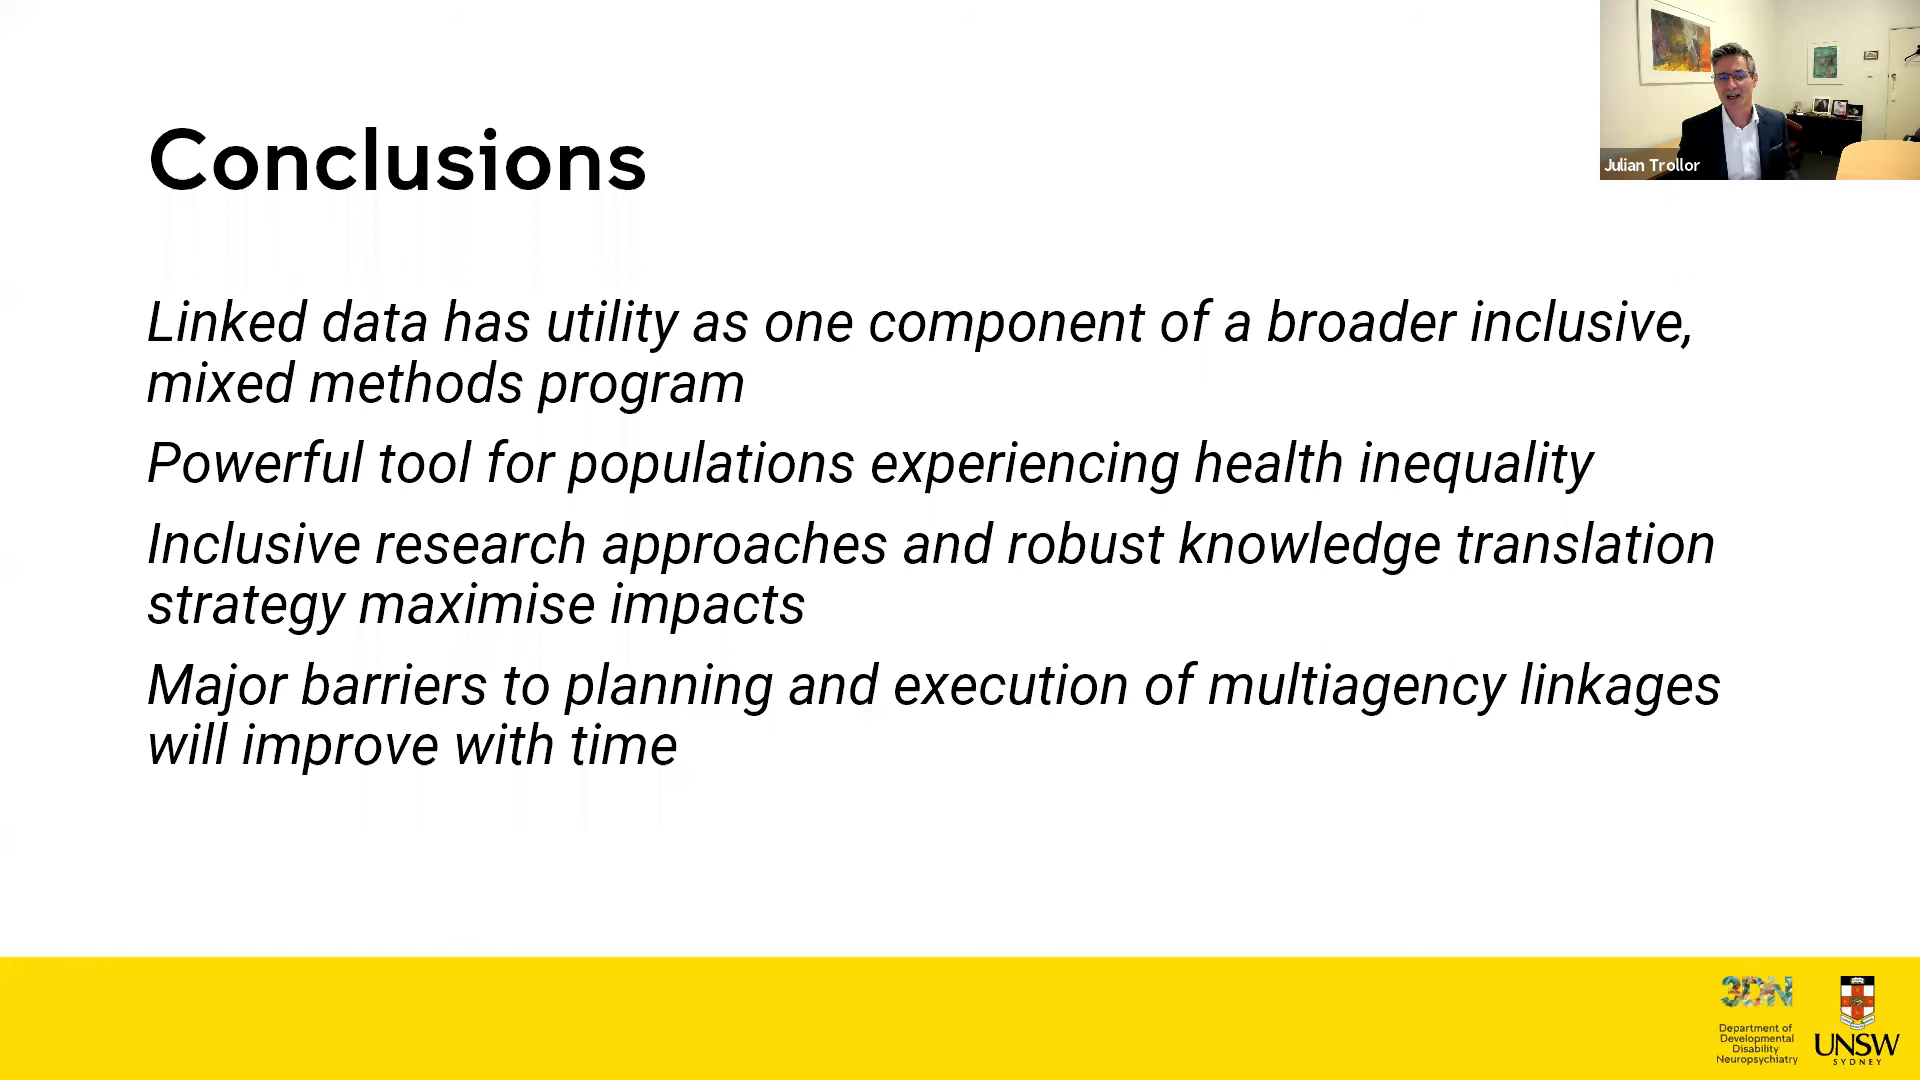 Conclusions
Linked data has utility as one component of a broader inclusive,
mixed methods program
Powerful tool for populations experiencing health inequality
Inclusive research approaches and robust knowledge translation
strategy maximise impacts
Major barriers to planning and execution of multiagency linkages
will improve with time
Julian Trollor
3DN
Department of
Developmental
Disability
Neuropsychiatry
UNSW
SYDNEY